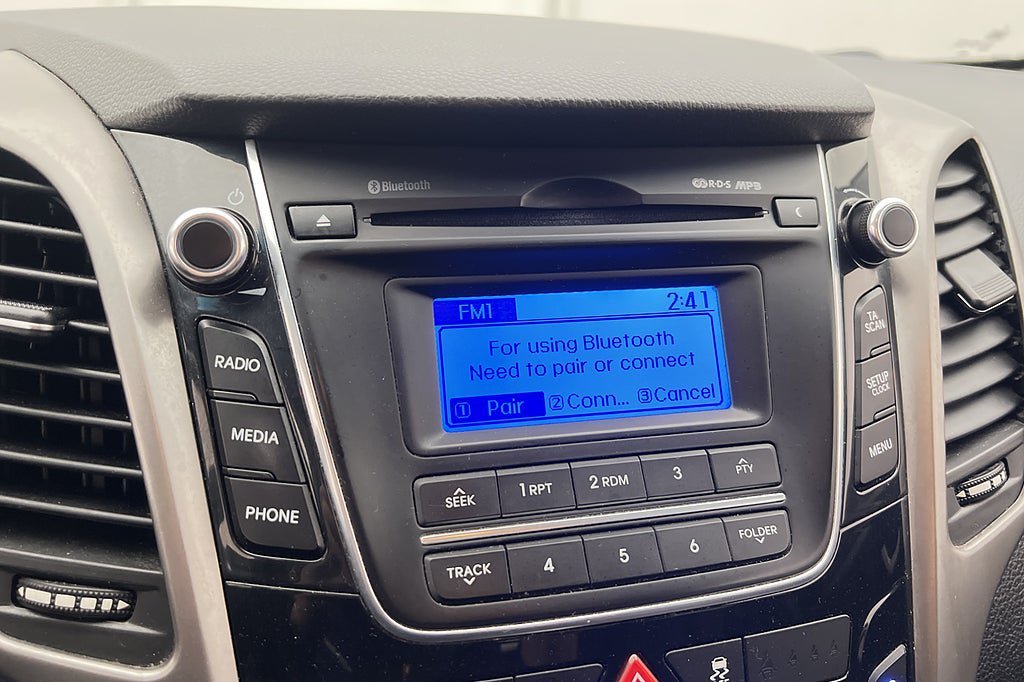 Bluetooth
R·D·S MP3
FM1 2:41
For using Bluetooth
Need to pair or connect
1 Pair 2 Conn... 3 Cancel
RADIO
MEDIA
PHONE
TA
SCAN
SETUP
CLOCK
MENU
SEEK
1 RPT
2 RDM
3
PTY
TRACK
4
5
6
FOLDER